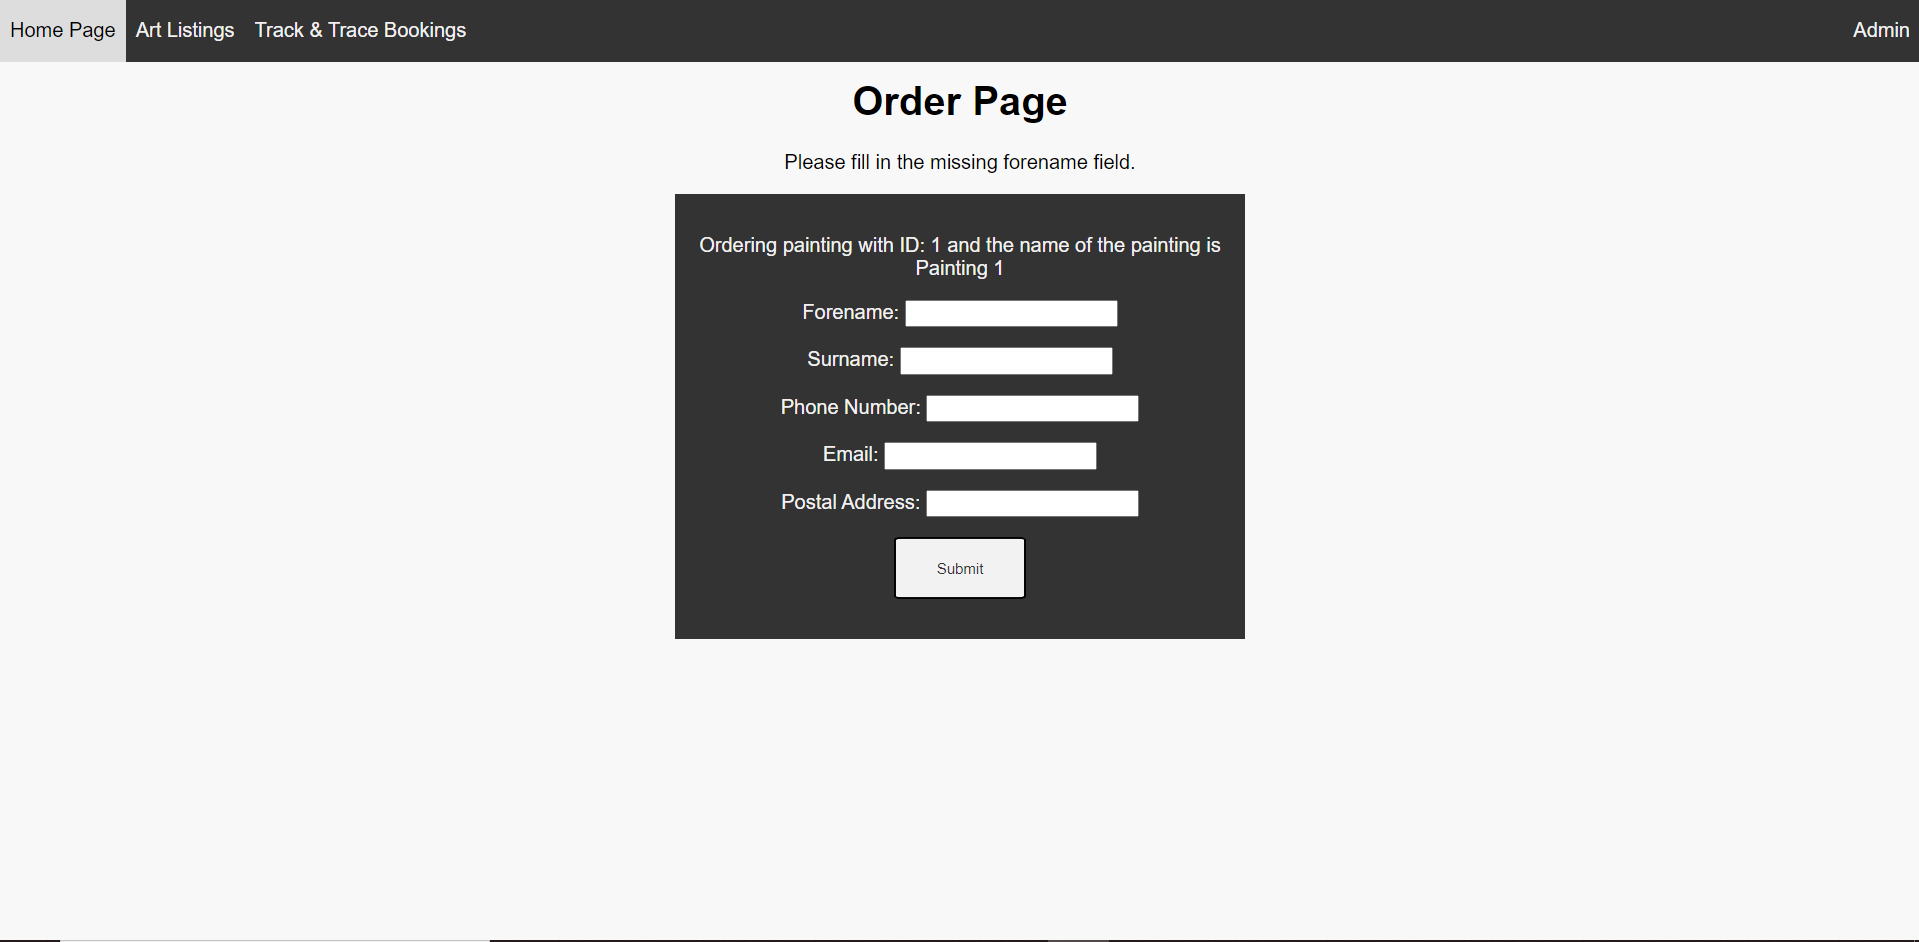 Home Page Art Listings Track & Trace Bookings Admin
Order Page
Please fill in the missing forename field.
Ordering painting with ID: 1 and the name of the painting is
Painting 1
Forename:
Surname:
Phone Number:
Email:
Postal Address:
Submit